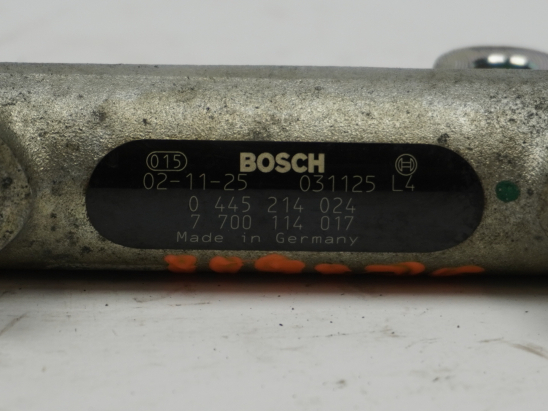 015 BOSCH
02-11-25 031125 L4
0 445 214 024
7 700 114 017
Made in Germany